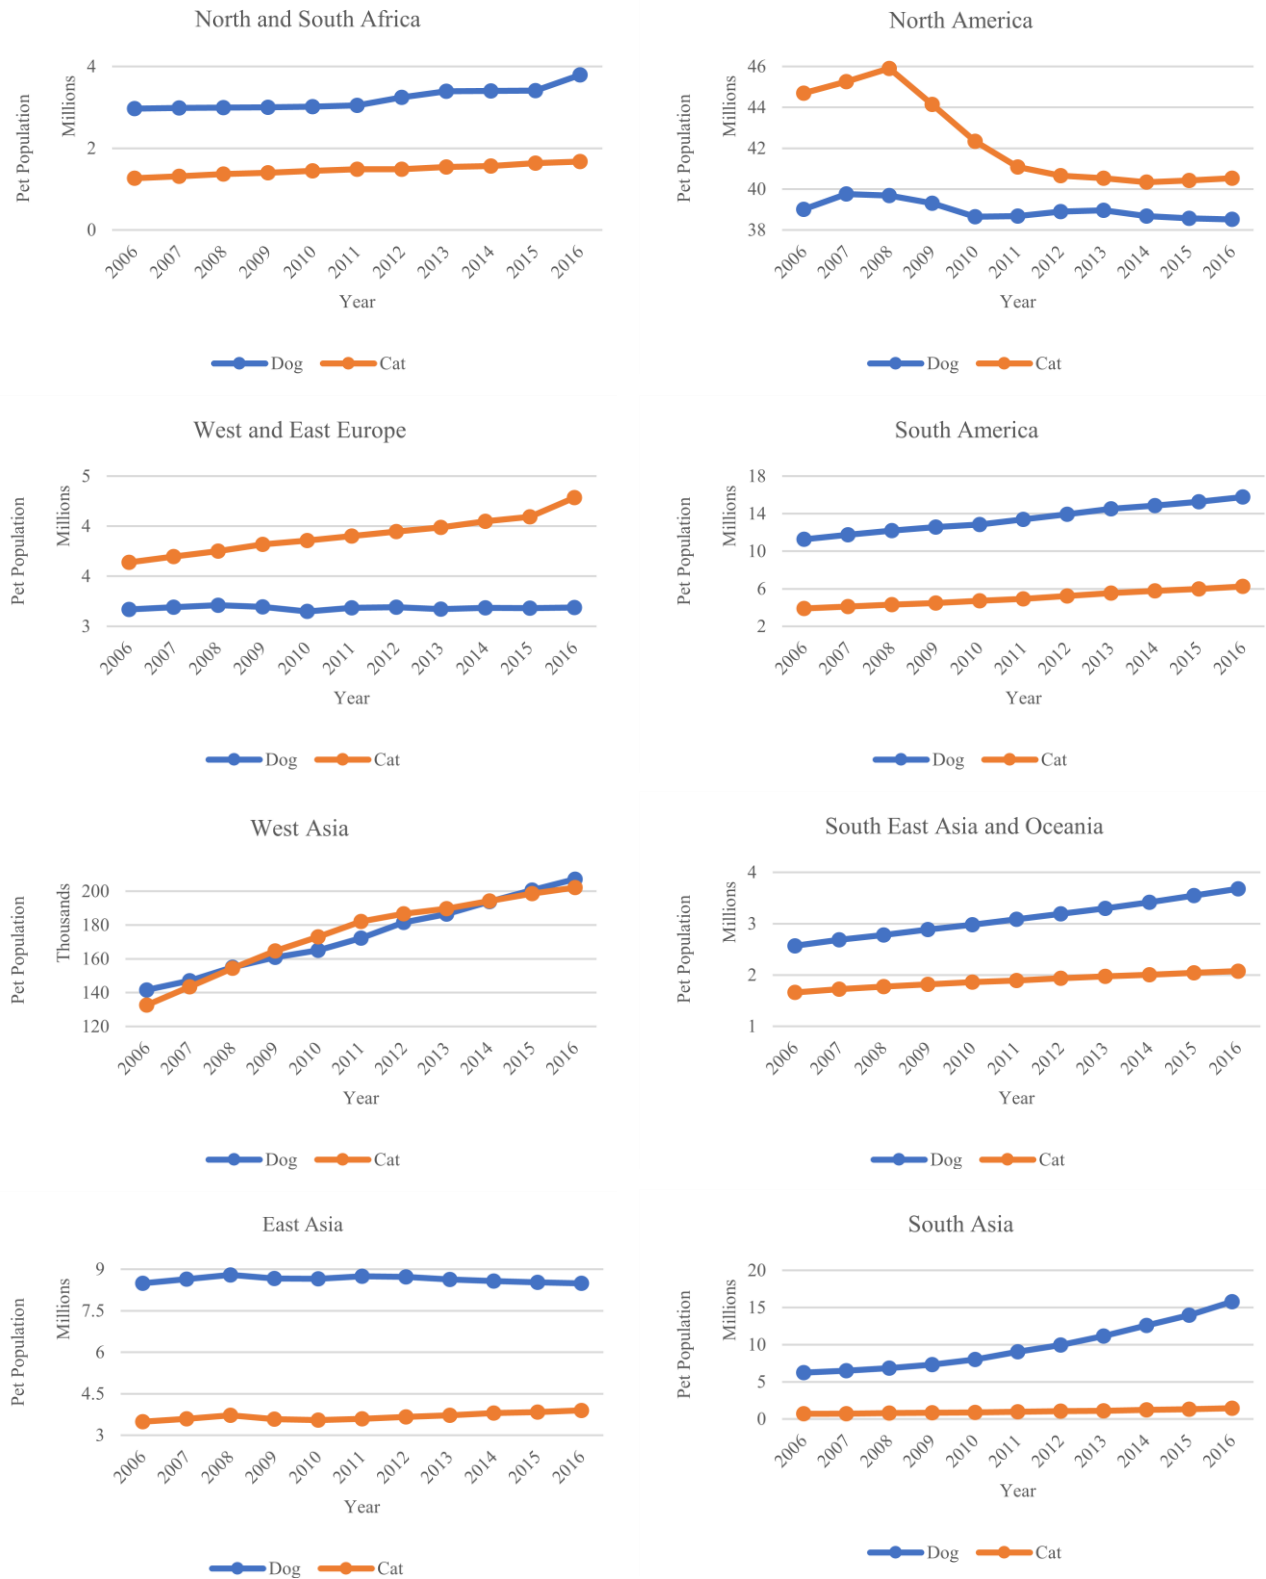 North and South Africa
Pet Population
Millions
4
2
0
2006 2007 2008 2009 2010 2011 2012 2013 2014 2015 2016
Year
Dog Cat
North America
Pet Population
Millions
46
44
42
40
38
2006 2007 2008 2009 2010 2011 2012 2013 2014 2015 2016
Year
Dog Cat
West and East Europe
Pet Population
Millions
5
4
4
3
2006 2007 2008 2009 2010 2011 2012 2013 2014 2015 2016
Year
Dog Cat
South America
Pet Population
Millions
18
14
10
6
2
2006 2007 2008 2009 2010 2011 2012 2013 2014 2015 2016
Year
Dog Cat
West Asia
Pet Population
Thousands
200
180
160
140
120
2006 2007 2008 2009 2010 2011 2012 2013 2014 2015 2016
Year
Dog Cat
South East Asia and Oceania
Pet Population
Millions
4
3
2
1
2006 2007 2008 2009 2010 2011 2012 2013 2014 2015 2016
Year
Dog Cat
East Asia
Pet Population
Millions
9
7.5
6
4.5
3
2006 2007 2008 2009 2010 2011 2012 2013 2014 2015 2016
Year
Dog Cat
South Asia
Pet Population
Millions
20
15
10
5
0
2006 2007 2008 2009 2010 2011 2012 2013 2014 2015 2016
Year
Dog Cat